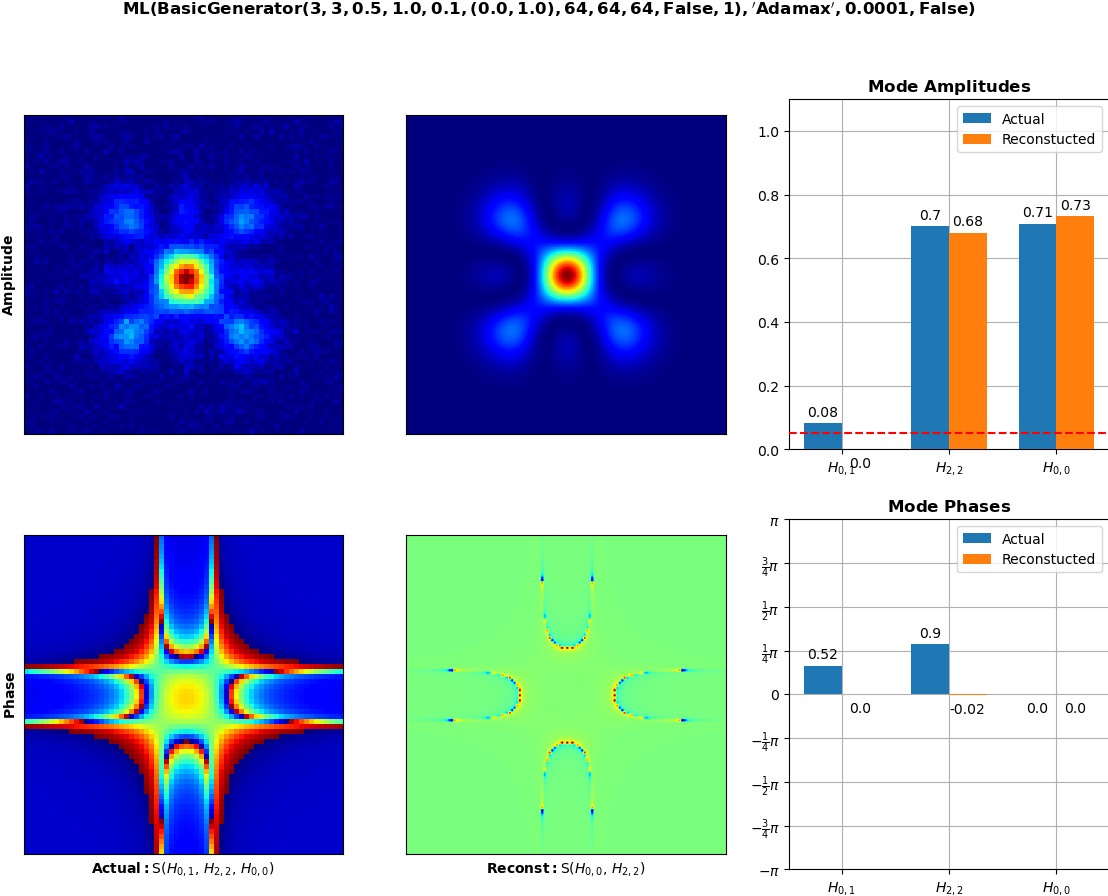 ML(BasicGenerator(3, 3, 0.5, 1.0, 0.1, (0.0, 1.0), 64, 64, 64, False, 1), ′Adamax′, 0.0001, False)
Amplitude
Mode Amplitudes
Actual
Reconstucted
1.0
0.8
0.6
0.4
0.2
0.0
0.08
0.0
0.7
0.68
0.71
0.73
H0,1
H2,2
H0,0
Phase
Actual: S(H0,1, H2,2, H0,0)
Reconst: S(H0,0, H2,2)
Mode Phases
Actual
Reconstucted
π
3/4π
1/2π
1/4π
0
−1/4π
−1/2π
−3/4π
−π
0.52
0.0
0.9
-0.02
0.0
0.0
H0,1
H2,2
H0,0